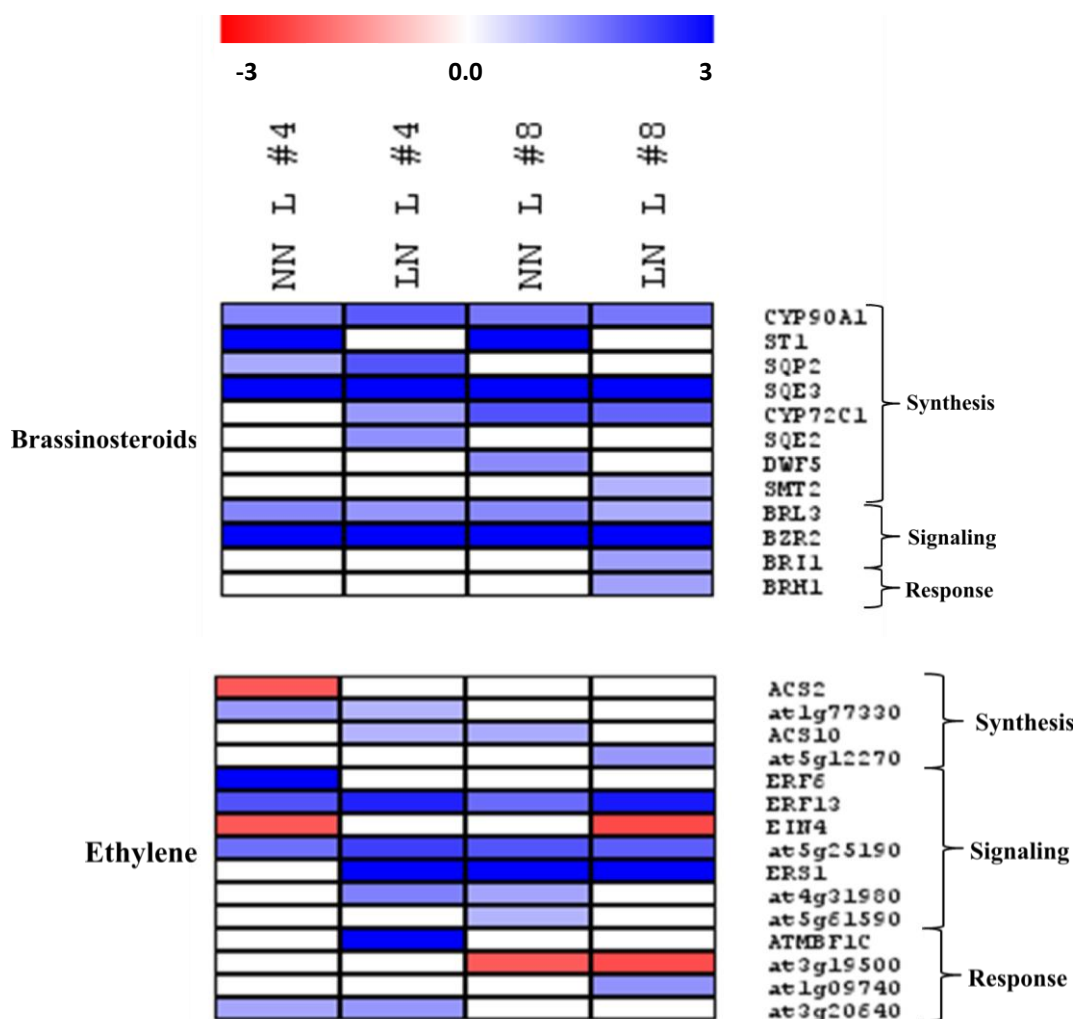 -3 0.0 3
NN L #4
LN L #4
NN L #8
LN L #8
Brassinosteroids
CYP90A1
ST1
SQP2
SQE3
CYP72C1
SQE2
DWF5
SMT2
BRL3
BZR2
BRI1
BRH1
Synthesis
Signaling
Response
Ethylene
ACS2
at1g77330
ACS10
at5g12270
ERF6
ERF13
EIN4
at5g25190
ERS1
at4g31980
at5g61590
ATMBF1C
at3g19500
at1g09740
at3g20640
Synthesis
Signaling
Response